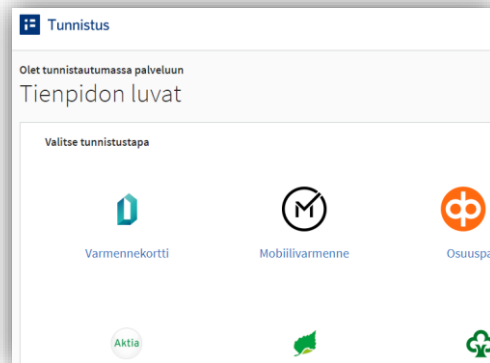 Tunnistus
Olet tunnistautumassa palveluun
Tienpidon luvat
Valitse tunnistustapa
Varmennekortti
Mobiilivarmenne
Osuuspa
Aktia